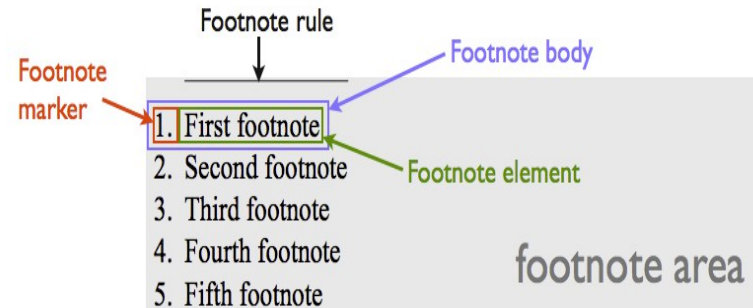 Footnote rule
Footnote body
Footnote
marker
1. First footnote
2. Second footnote
Footnote element
3. Third footnote
4. Fourth footnote
footnote area
5. Fifth footnote